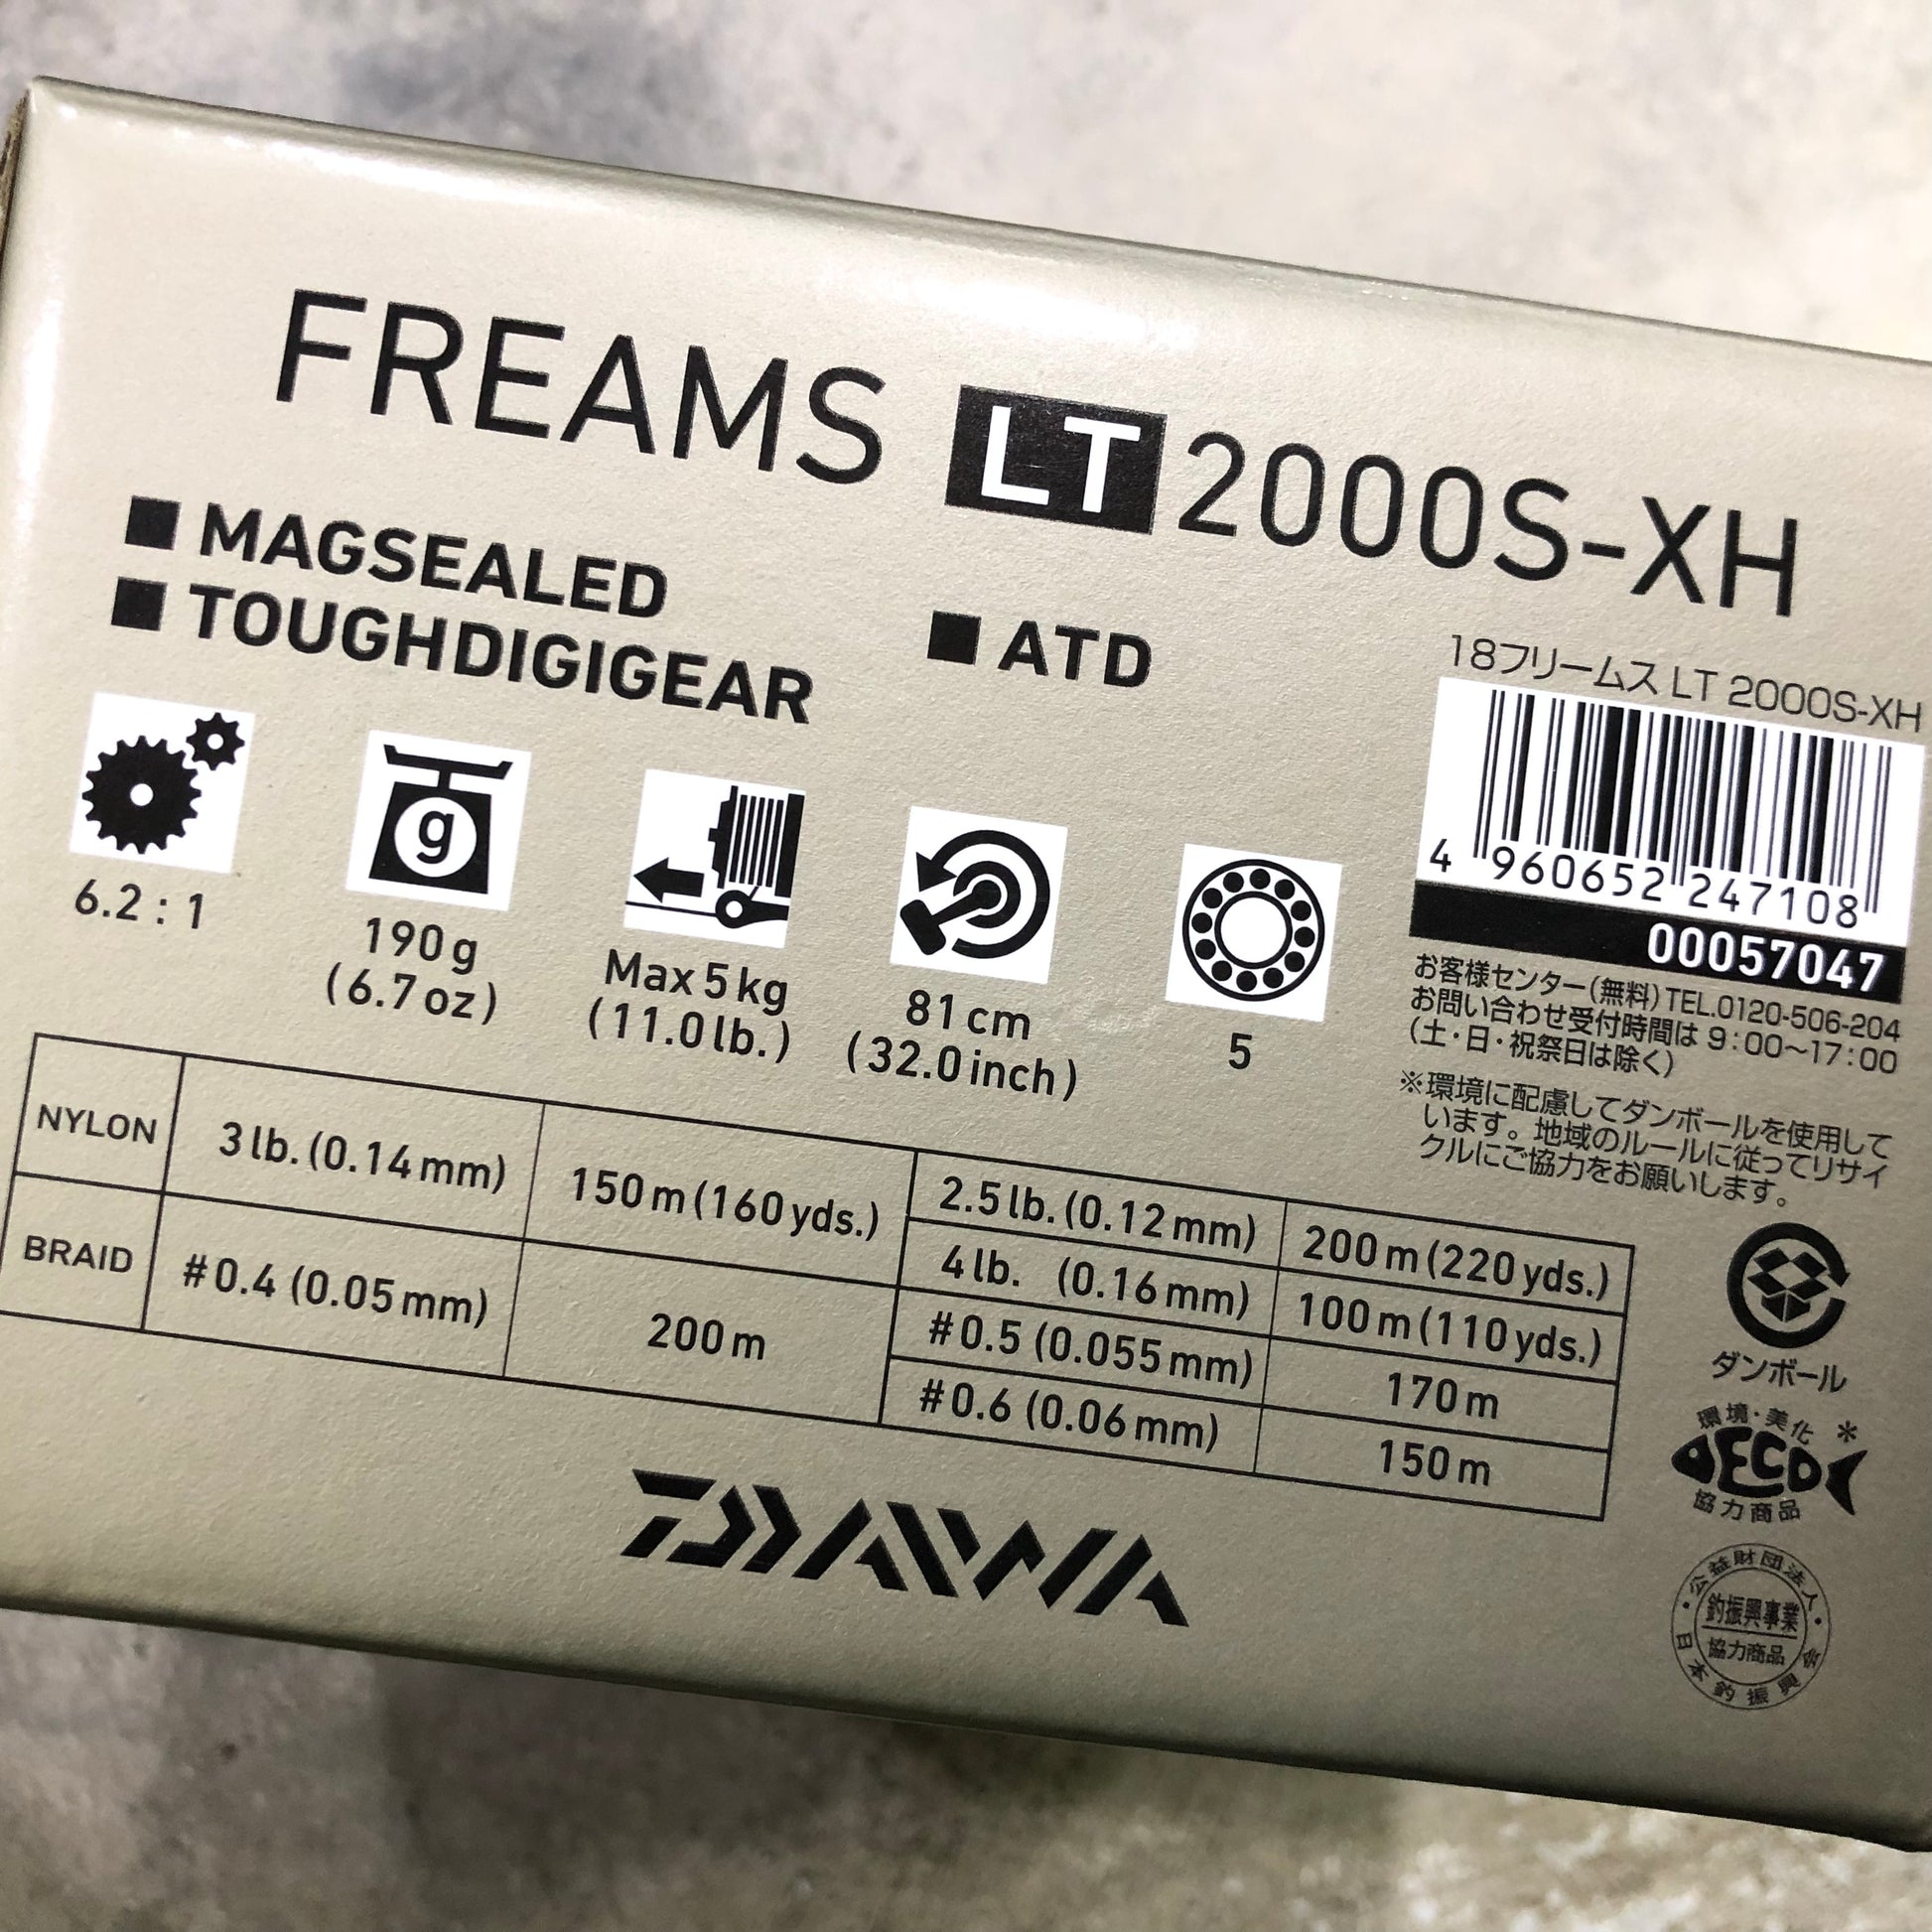 FREAMS LT 2000S-XH
■ MAGSEALED
■ TOUGHDIGIGEAR
■ ATD
18フリームス LT 2000S-XH
4 960652 247108
00057047
g
6.2 : 1
190 g
(6.7 oz)
Max 5 kg
(11.0 lb.)
81 cm
(32.0 inch)
5
お客様センター(無料)TEL.0120-506-204
お問い合わせ受付時間は 9:00~17:00
(土・日・祝祭日は除く)
※環境に配慮してダンボールを使用して
います。地域のルールに従ってリサイ
クルにご協力をお願いします。
NYLON 3 lb. (0.14 mm) 150 m (160 yds.) 2.5 lb. (0.12 mm) 200 m (220 yds.)
4 lb. (0.16 mm) 100 m (110 yds.)
BRAID #0.4 (0.05 mm) 200 m #0.5 (0.055 mm) 170 m
#0.6 (0.06 mm) 150 m
ダンボール
環境・美化 *
ECO
協力商品
DAIWA
・公益財団法人・
釣振興事業
協力商品
日本釣振興会